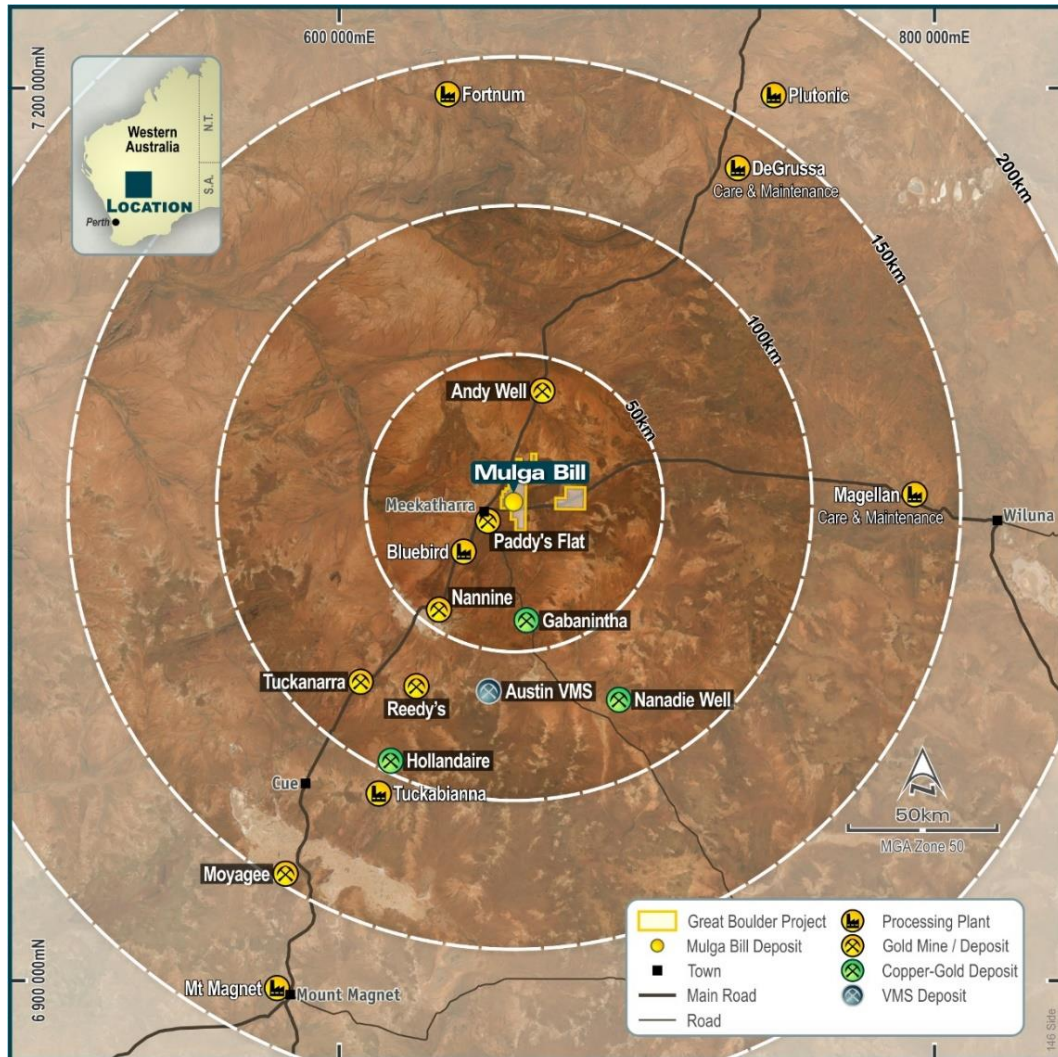 600 000mE
800 000mE
7 200 000mN
Western
Australia
N.T.
S.A.
LOCATION
Perth
Fortnum
Plutonic
DeGrussa
Care & Maintenance
200km
150km
100km
50km
Andy Well
Mulga Bill
Meekatharra
Paddy's Flat
Bluebird
Magellan
Care & Maintenance
Wiluna
Nannine
Gabanintha
Tuckanarra
Reedy's
Austin VMS
Nanadie Well
Hollandaire
Cue
Tuckabianna
N
50km
MGA Zone 50
Moyagee
6 900 000mN
Mt Magnet
Mount Magnet
Great Boulder Project
Mulga Bill Deposit
Town
Main Road
Road
Processing Plant
Gold Mine / Deposit
Copper-Gold Deposit
VMS Deposit
146 Side